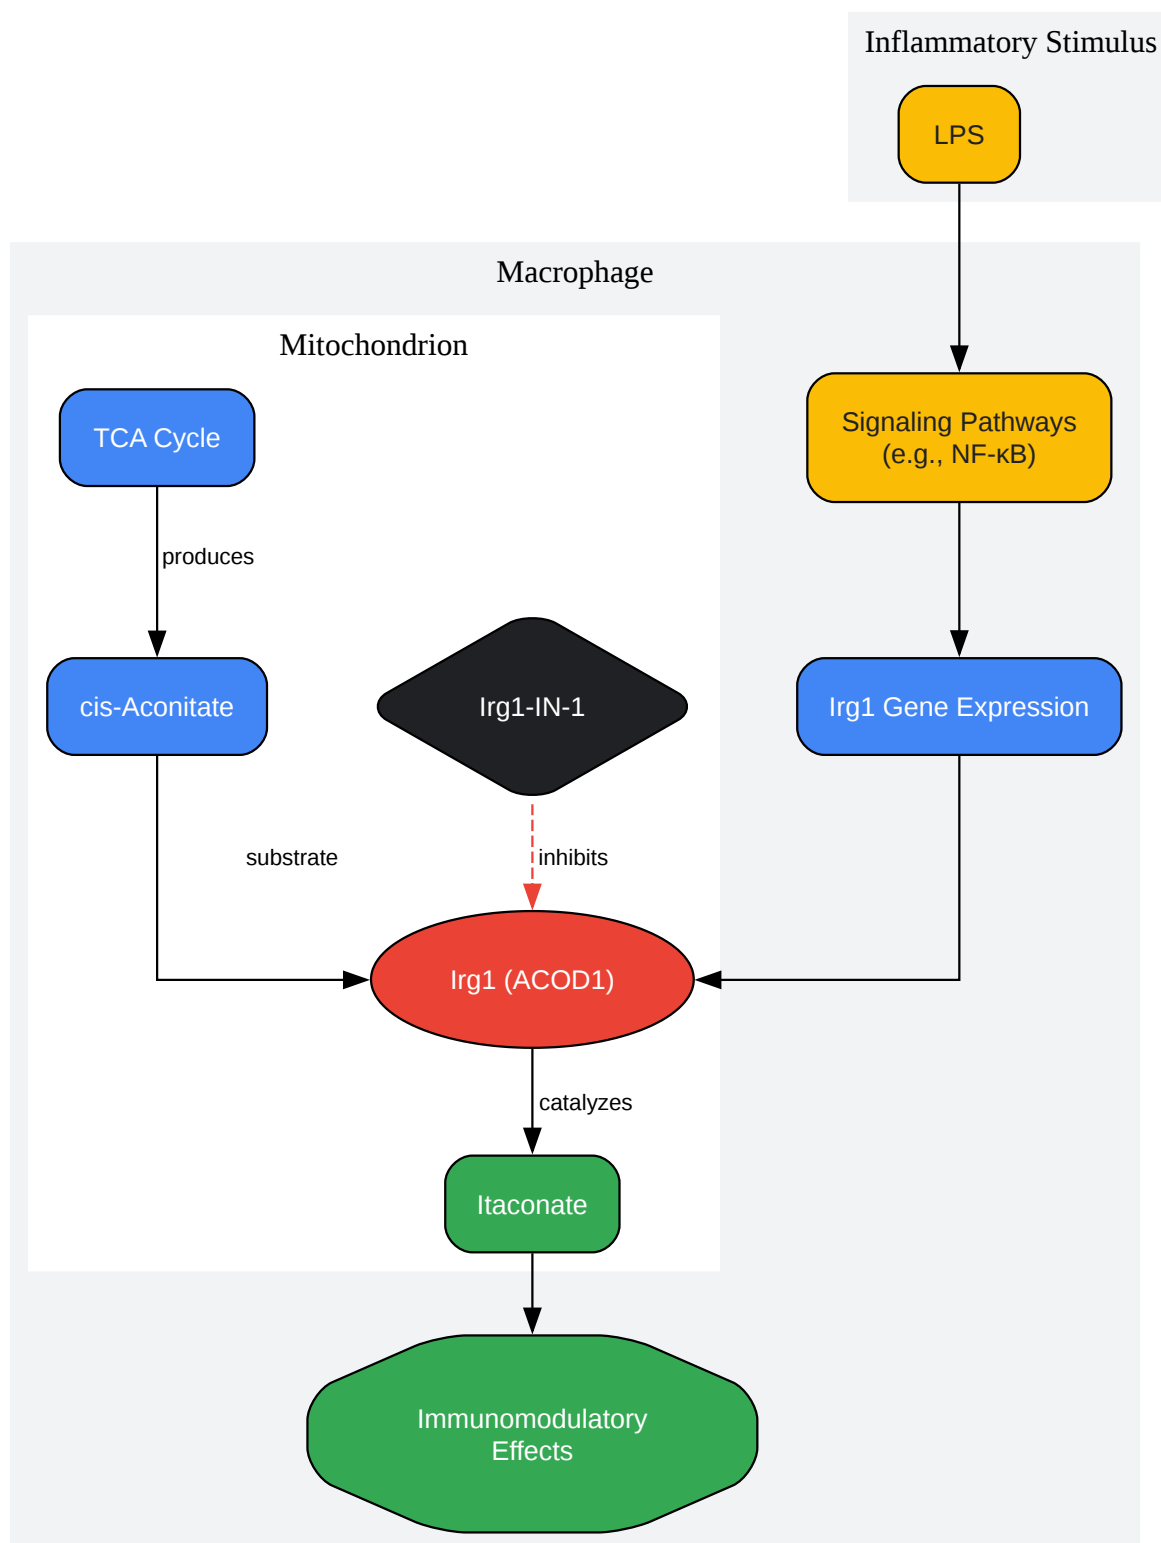 Inflammatory Stimulus
LPS
Macrophage
Mitochondrion
TCA Cycle
Signaling Pathways
(e.g., NF-κB)
produces
cis-Aconitate
Irg1-IN-1
Irg1 Gene Expression
substrate
inhibits
Irg1 (ACOD1)
catalyzes
Itaconate
Immunomodulatory
Effects